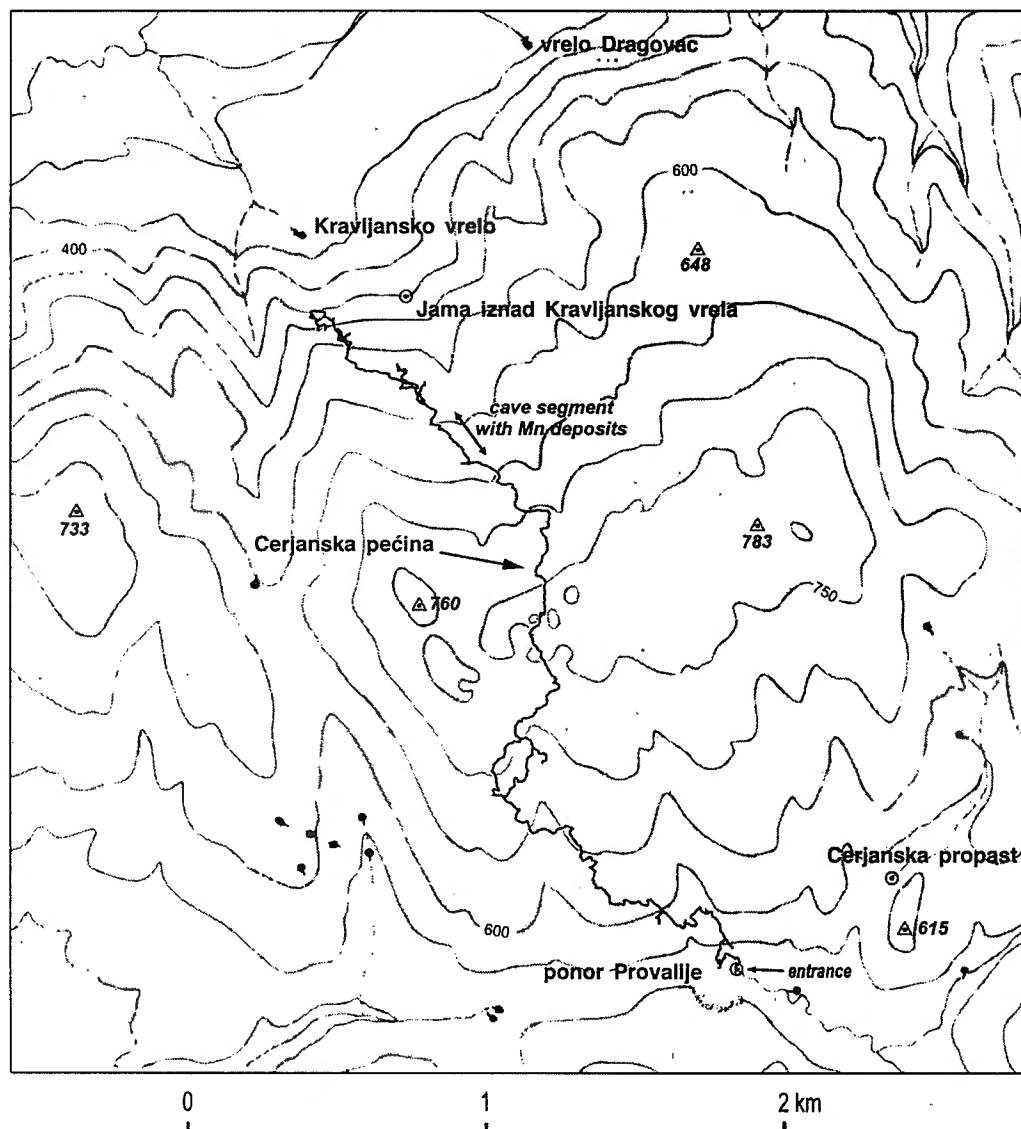 vrelo Dragovac
600
648
Kravljansko vrelo
400
Jama iznad Kravljanskog vrela
cave segment
with Mn deposits
733
783
Cerjanska pećina
760
750
Cerjanska propast
615
600
ponor Provalije
entrance
0 1 2 km